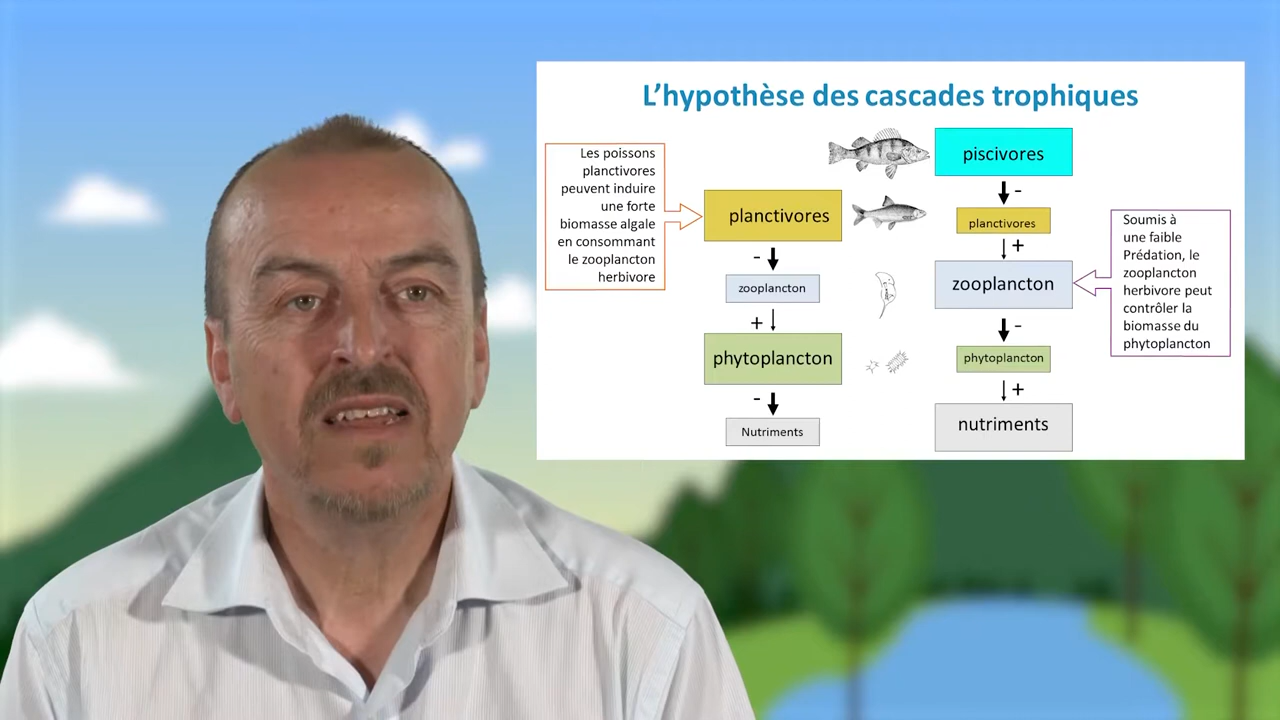 L'hypothèse des cascades trophiques
Les poissons
planctivores
peuvent induire
une forte
biomasse algale
en consommant
le zooplancton
herbivore
planctivores
-
zooplancton
+
phytoplancton
-
Nutriments
piscivores
-
planctivores
+
zooplancton
-
phytoplancton
+
nutriments
Soumis à
une faible
Prédation, le
zooplancton
herbivore peut
contrôler la
biomasse du
phytoplancton